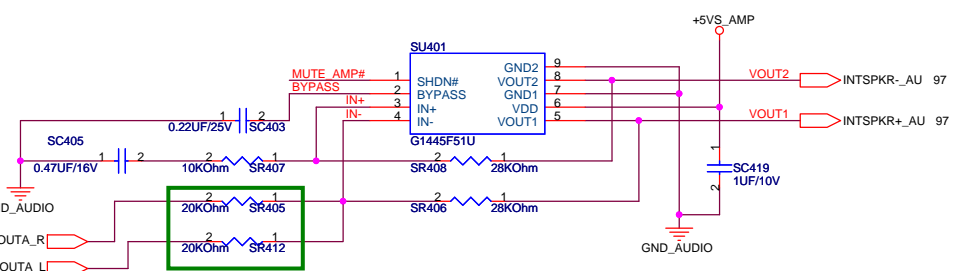 +5VS_AMP
SU401
MUTE_AMP# 1 SHDN# GND2 9
BYPASS 2 BYPASS VOUT2 8 VOUT2 INTSPKR-_AU 97
IN+ 3 IN+ GND1 7
IN- 4 IN- VDD 6
VOUT1 5 VOUT1 INTSPKR+_AU 97
G1445F51U
1 2
0.22UF/25V SC403
SC405
1 2 2 1 2 1
0.47UF/16V 10KOhm SR407 SR408 28KOhm
1
SC419
1UF/10V
2
2 1 2 1
20KOhm SR405 SR406 28KOhm
ND_AUDIO
2 1
20KOhm SR412
OUTA_R
OUTA_L
GND_AUDIO